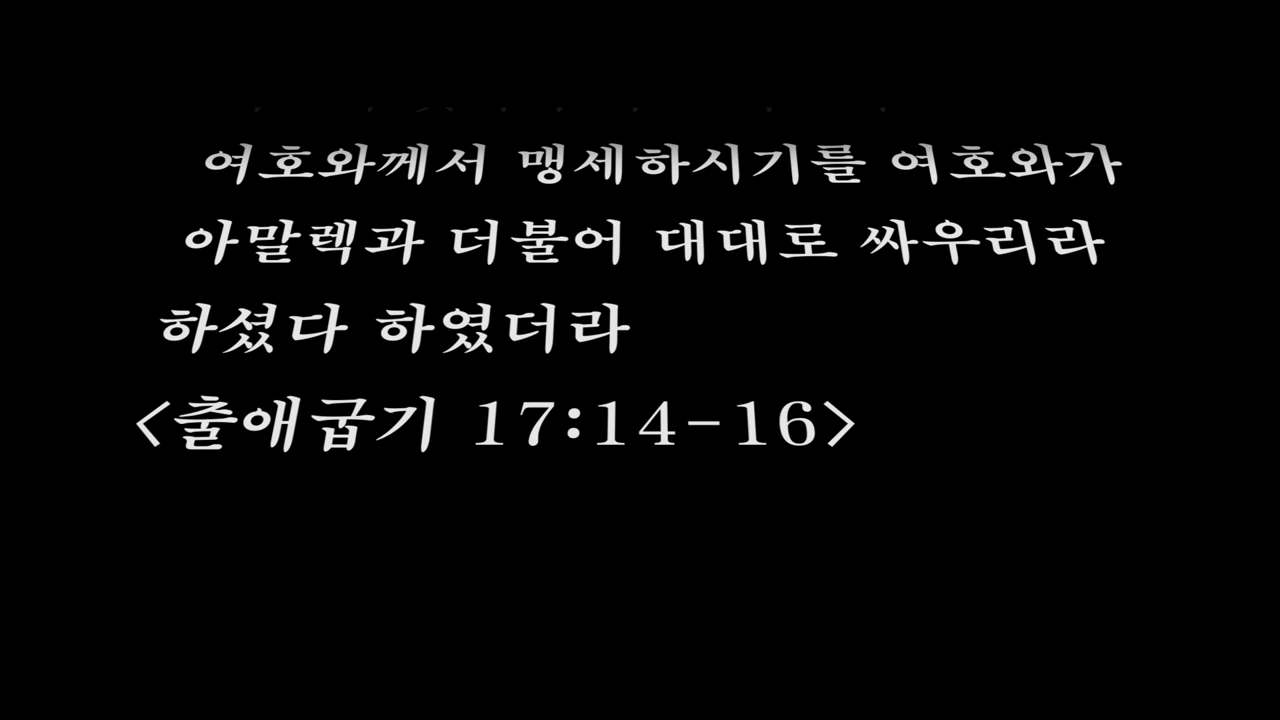 여호와께서 맹세하시기를 여호와가
아말렉과 더불어 대대로 싸우리라
하셨다 하였더라
<출애굽기 17:14-16>